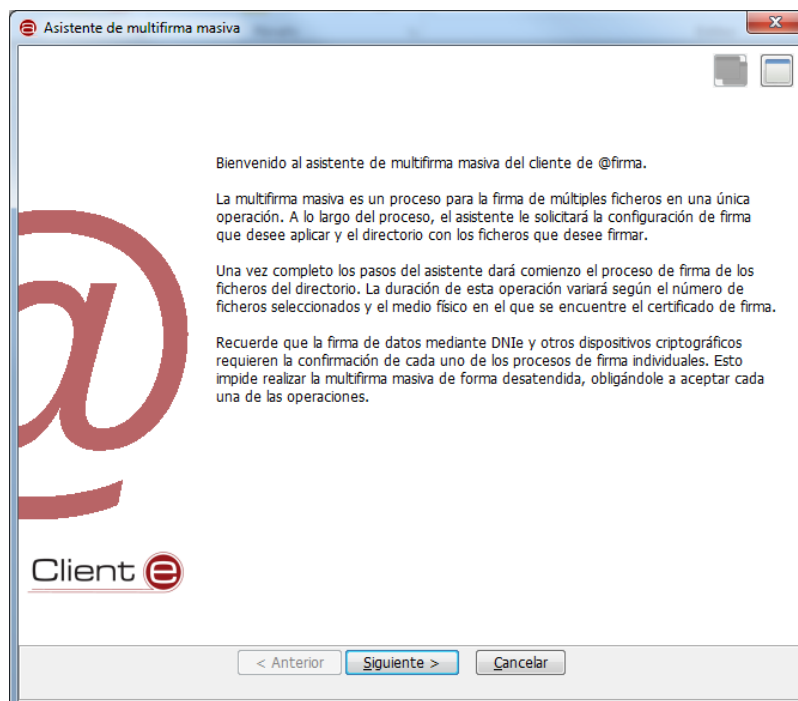 Asistente de multifirma masiva
Bienvenido al asistente de multifirma masiva del cliente de @firma.
La multifirma masiva es un proceso para la firma de múltiples ficheros en una única
operación. A lo largo del proceso, el asistente le solicitará la configuración de firma
que desee aplicar y el directorio con los ficheros que desee firmar.
Una vez completo los pasos del asistente dará comienzo el proceso de firma de los
ficheros del directorio. La duración de esta operación variará según el número de
ficheros seleccionados y el medio físico en el que se encuentre el certificado de firma.
Recuerde que la firma de datos mediante DNIe y otros dispositivos criptográficos
requieren la confirmación de cada uno de los procesos de firma individuales. Esto
impide realizar la multifirma masiva de forma desatendida, obligándole a aceptar cada
una de las operaciones.
@
Client e
< Anterior
Siguiente >
Cancelar